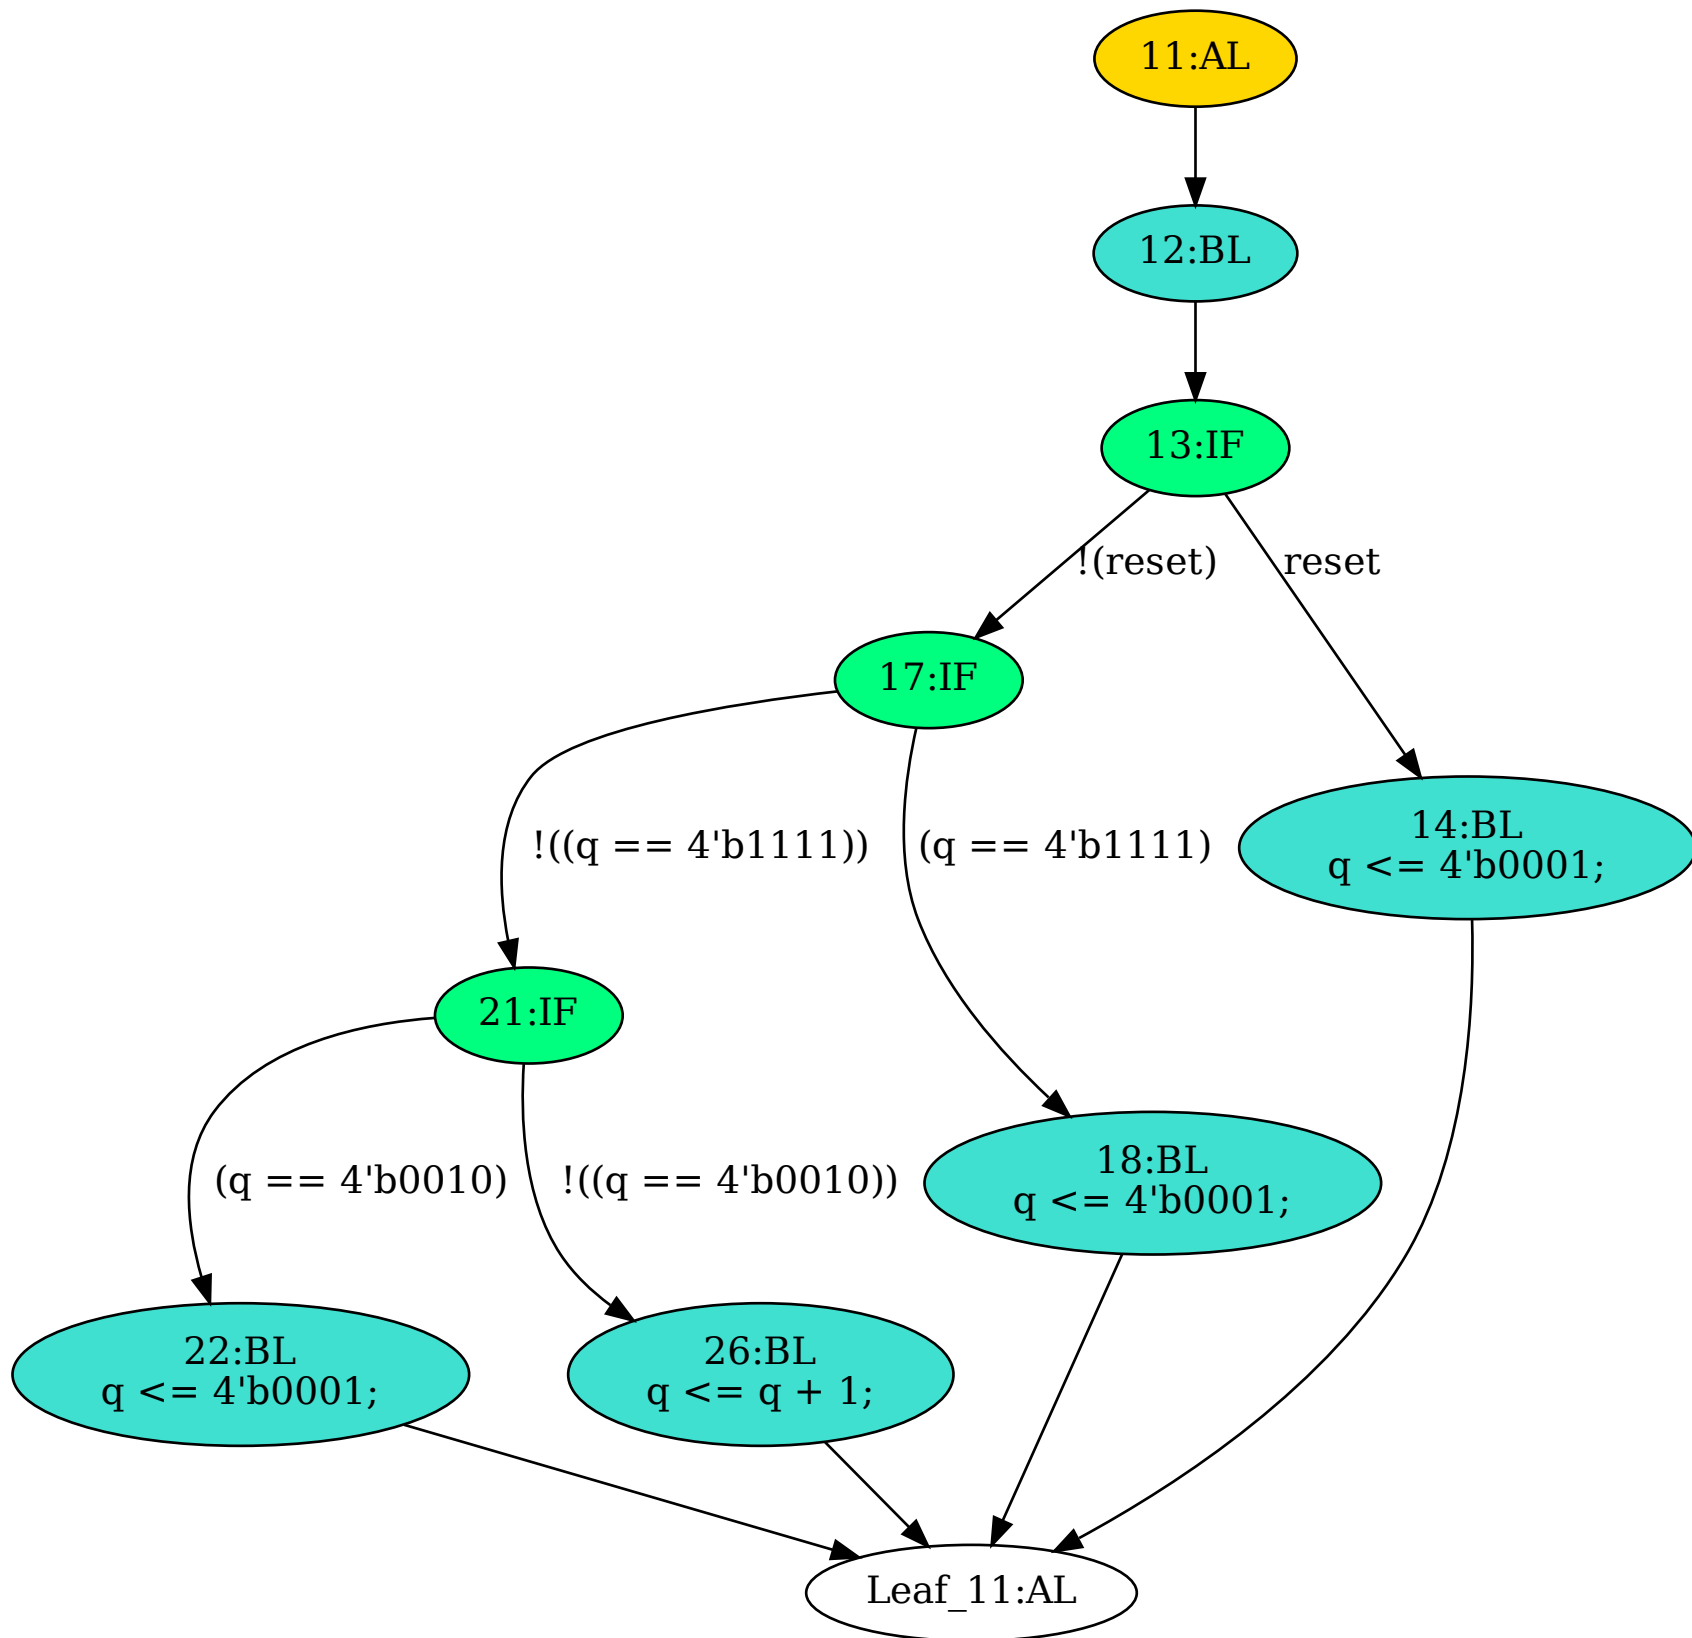 11:AL
12:BL
13:IF
!(reset)
reset
17:IF
!((q == 4'b1111))
(q == 4'b1111)
14:BL
q <= 4'b0001;
21:IF
(q == 4'b0010)
!((q == 4'b0010))
18:BL
q <= 4'b0001;
22:BL
q <= 4'b0001;
26:BL
q <= q + 1;
Leaf_11:AL